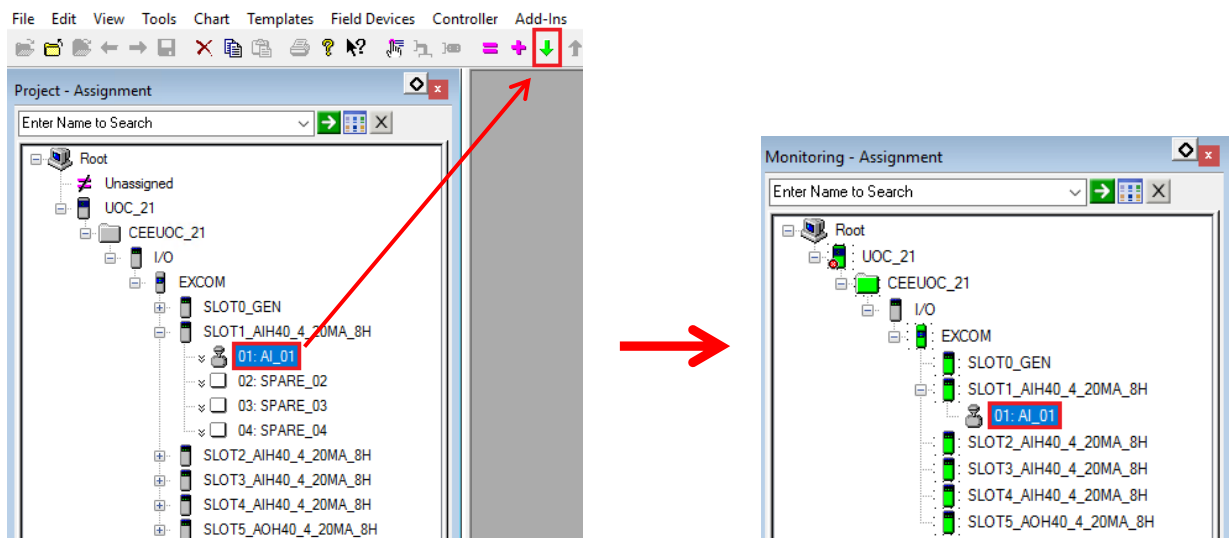 File Edit View Tools Chart Templates Field Devices Controller Add-Ins
Project - Assignment
Enter Name to Search
Root
Unassigned
UOC_21
CEEUOC_21
I/O
EXCOM
SLOT0_GEN
SLOT1_AIH40_4_20MA_8H
01: AI_01
02: SPARE_02
03: SPARE_03
04: SPARE_04
SLOT2_AIH40_4_20MA_8H
SLOT3_AIH40_4_20MA_8H
SLOT4_AIH40_4_20MA_8H
SLOT5_AOH40_4_20MA_8H
Monitoring - Assignment
Enter Name to Search
Root
UOC_21
CEEUOC_21
I/O
EXCOM
SLOT0_GEN
SLOT1_AIH40_4_20MA_8H
01: AI_01
SLOT2_AIH40_4_20MA_8H
SLOT3_AIH40_4_20MA_8H
SLOT4_AIH40_4_20MA_8H
SLOT5_AOH40_4_20MA_8H